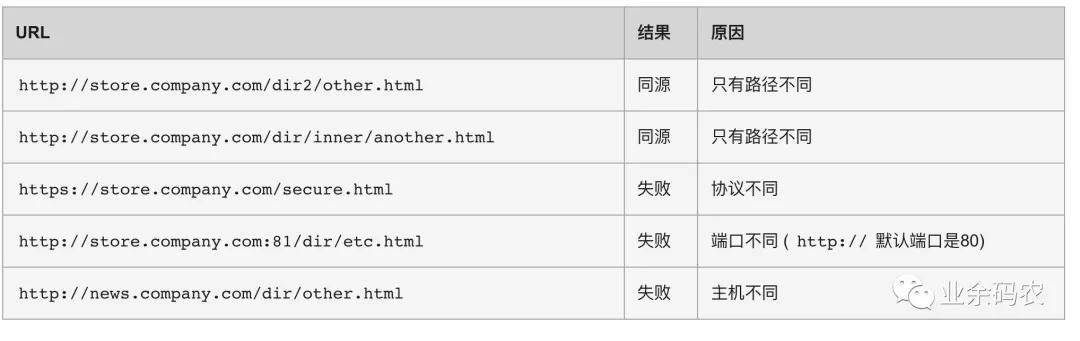 URL 结果 原因
http://store.company.com/dir2/other.html 同源 只有路径不同
http://store.company.com/dir/inner/another.html 同源 只有路径不同
https://store.company.com/secure.html 失败 协议不同
http://store.company.com:81/dir/etc.html 失败 端口不同 ( http:// 默认端口是80)
http://news.company.com/dir/other.html 失败 主机不同
业余码农